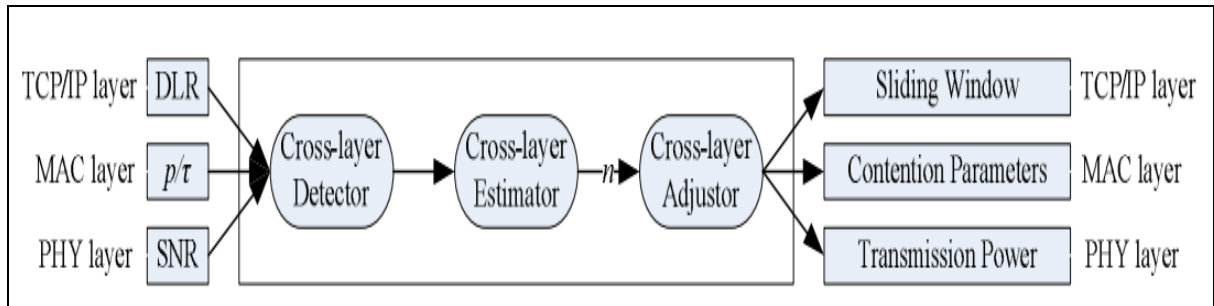 TCP/IP layer DLR Sliding Window TCP/IP layer
MAC layer p/τ Cross-layer Detector Cross-layer Estimator n Cross-layer Adjustor Contention Parameters MAC layer
PHY layer SNR Transmission Power PHY layer